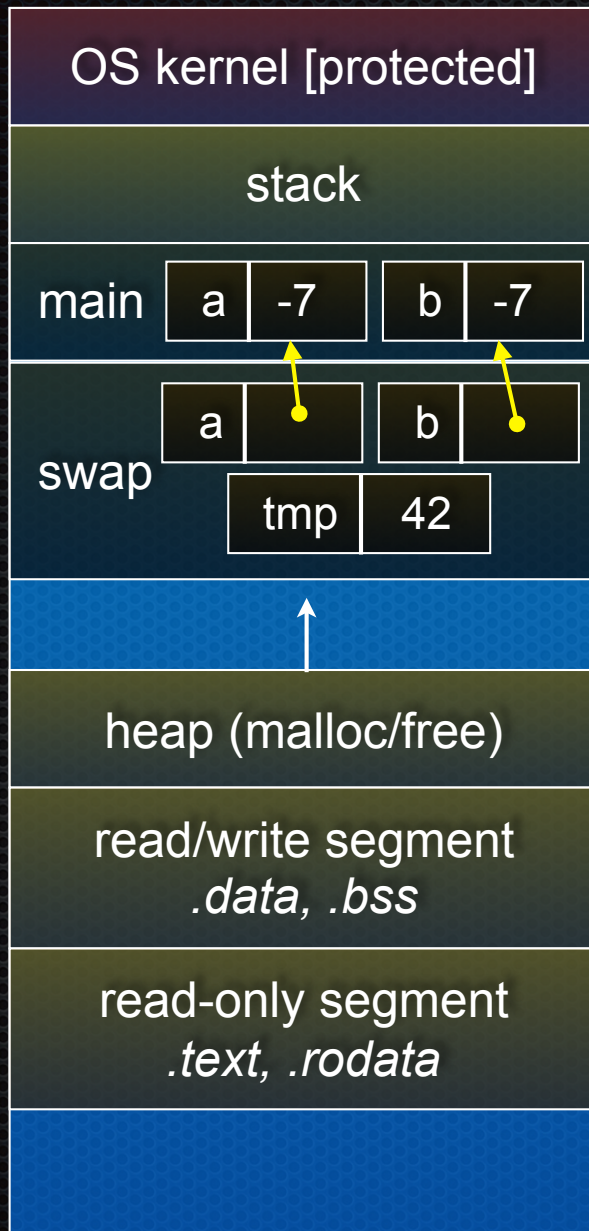 OS kernel [protected]
stack
main a -7 b -7
a b
swap
tmp 42
heap (malloc/free)
read/write segment
.data, .bss
read-only segment
.text, .rodata